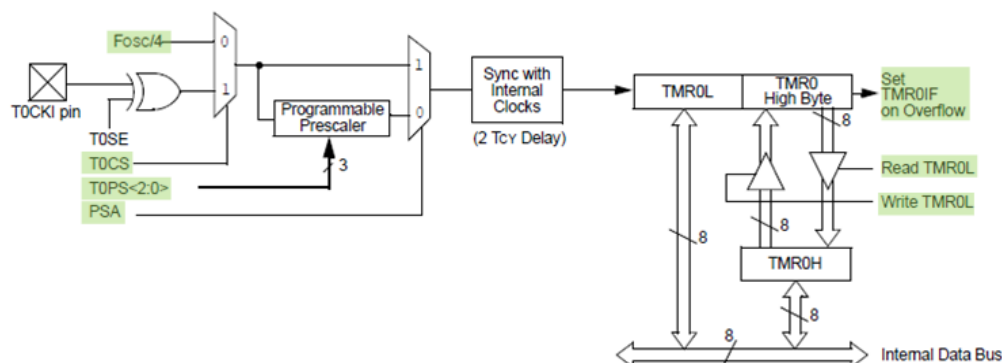 Fosc/4
0
1
T0CKI pin
T0SE
T0CS
T0PS<2:0>
PSA
Programmable
Prescaler
3
1
0
Sync with
Internal
Clocks
(2 TCY Delay)
TMR0L
TMR0
High Byte
Set
TMR0IF
on Overflow
8
Read TMR0L
Write TMR0L
8
8
TMR0H
8
8
Internal Data Bus